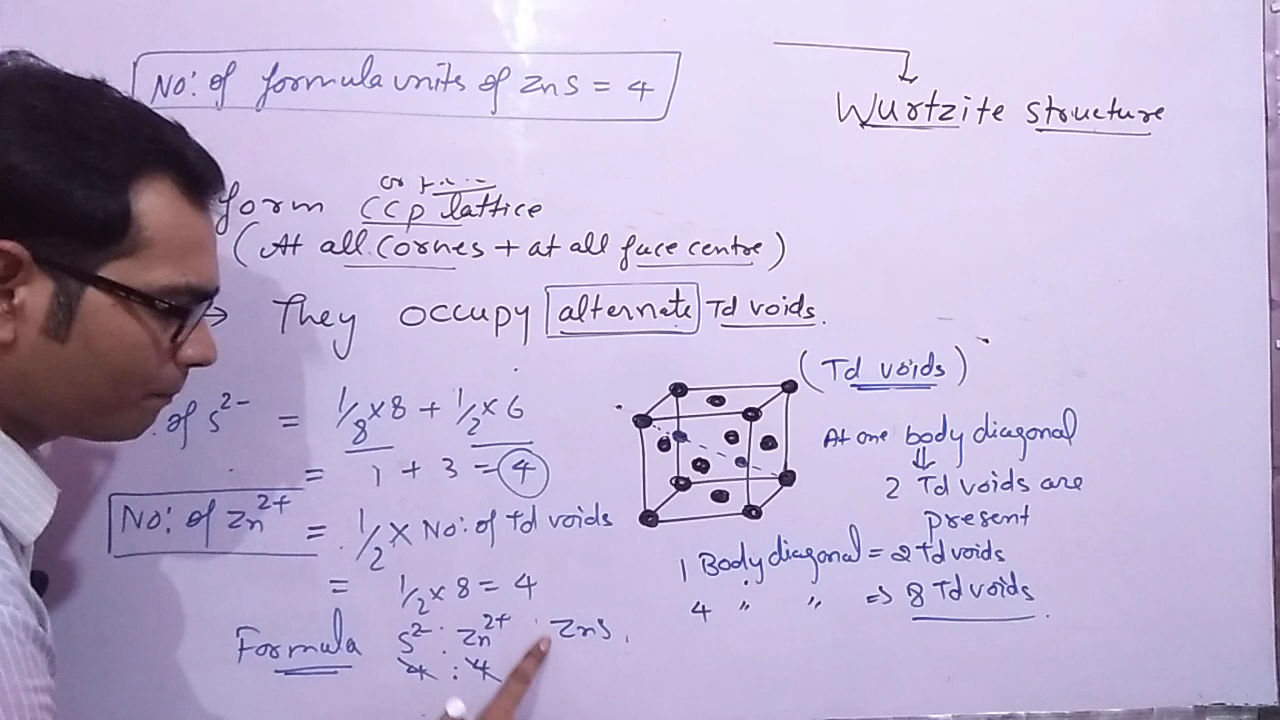 No: of formula units of ZnS = 4
Wurtzite structure
or
form CCP lattice
(At all Cornes + at all face centre)
→ They occupy alternate Td voids.
(Td voids)
. of S²⁻ = 1/8 × 8 + 1/2 × 6
= 1 + 3 = 4
At one body diagonal
⇓
2 Td voids are
present
No: of Zn²⁺ = 1/2 × No: of td voids
= 1/2 × 8 = 4
1 Body diagonal = 2 td voids
4 〃 〃 => 8 Td voids.
Formula S²⁻ : Zn²⁺ : ZnS.
4 : 4